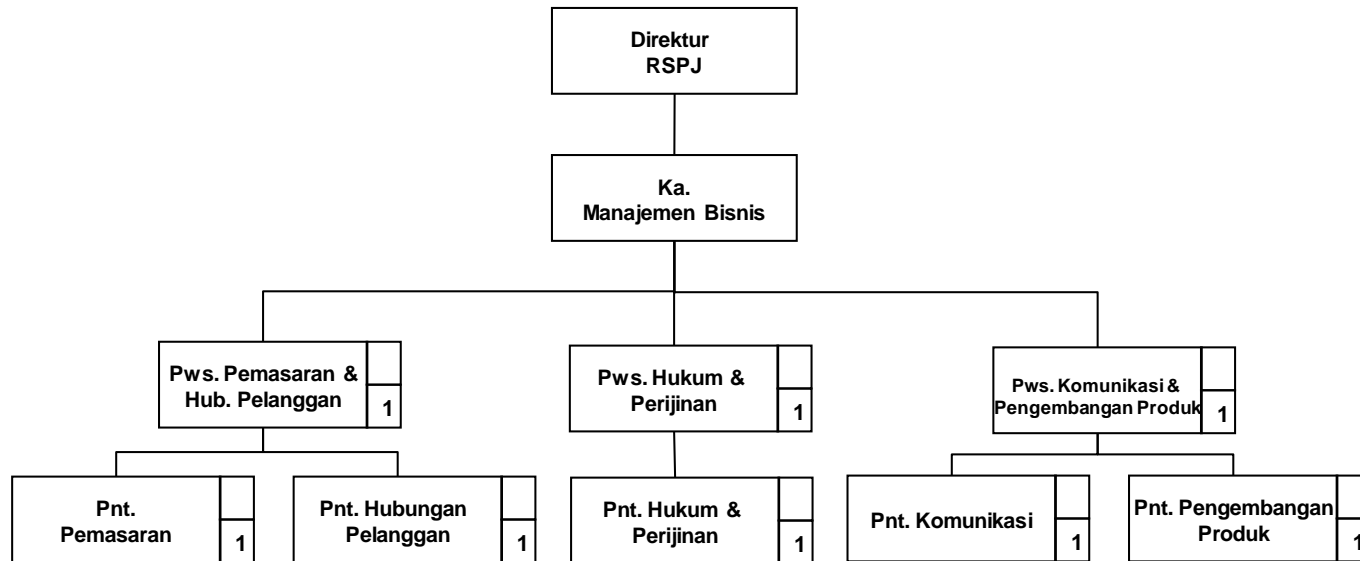 Direktur
RSPJ
Ka.
Manajemen Bisnis
Pws. Pemasaran &
Hub. Pelanggan
1
Pws. Hukum &
Perijinan
1
Pws. Komunikasi &
Pengembangan Produk
1
Pnt.
Pemasaran
1
Pnt. Hubungan
Pelanggan
1
Pnt. Hukum &
Perijinan
1
Pnt. Komunikasi
1
Pnt. Pengembangan
Produk
1